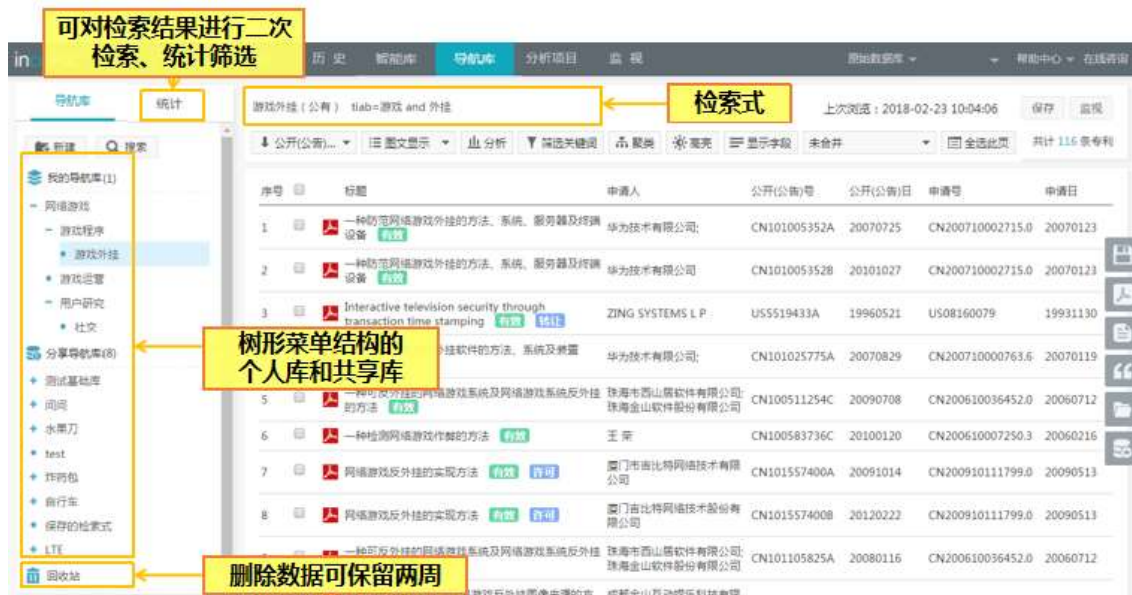 可对检索结果进行二次
检索、统计筛选
in
历史
智能库
导航库
分析项目
监视
原始数据库
帮助中心
在线咨询
导航库
统计
游戏外挂（公有） tiab=游戏 and 外挂
检索式
上次浏览：2018-02-23 10:04:06
保存
监视
新建
搜索
公开(公告)...
图文显示
分析
筛选关键词
聚类
高亮
显示字段
未合并
全选此页
共计 116 条专利
我的导航库(1)
网络游戏
游戏程序
游戏外挂
游戏运营
用户研究
社交
分享导航库(8)
测试基础库
问问
水果刀
test
炸药包
自行车
保存的检索式
LTE
回收站
树形菜单结构的
个人库和共享库
删除数据可保留两周
序号 标题 申请人 公开(公告)号 公开(公告)日 申请号 申请日
1 一种防范网络游戏外挂的方法、系统、服务器及终端 华为技术有限公司; CN101005352A 20070725 CN200710002715.0 20070123
设备 有效
2 一种防范网络游戏外挂的方法、系统、服务器及终端 华为技术有限公司 CN101005352B 20101027 CN200710002715.0 20070123
设备 有效
3 Interactive television security through ZING SYSTEMS L P US5519433A 19960521 US08160079 19931130
transaction time stamping 有效 转让
外挂软件的方法、系统及装置 华为技术有限公司; CN101025775A 20070829 CN200710000763.6 20070119
5 一种可反外挂的网络游戏系统及网络游戏系统反外挂 珠海市西山居软件有限公司; CN100511254C 20090708 CN200610036452.0 20060712
的方法 有效 珠海金山软件股份有限公司
6 一种检测网络游戏作弊的方法 有效 王荣 CN100583736C 20100120 CN200610007250.3 20060216
7 网络游戏反外挂的实现方法 有效 许可 厦门市吉比特网络技术有限 CN101557400A 20091014 CN200910111799.0 20090513
公司
8 网络游戏反外挂的实现方法 有效 许可 厦门吉比特网络技术股份有 CN101557400B 20120222 CN200910111799.0 20090513
限公司
一种可反外挂的网络游戏系统及网络游戏系统反外挂 珠海市西山居软件有限公司; CN101105825A 20080116 CN200610036452.0 20060712
珠海金山软件股份有限公司